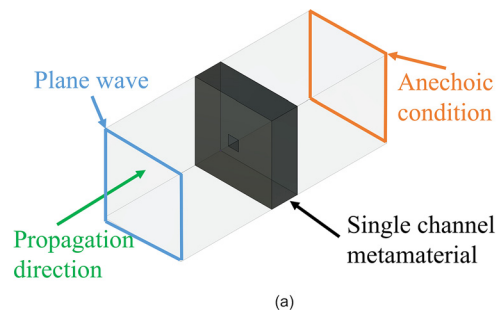 Plane wave
Anechoic
condition
Propagation
direction
Single channel
metamaterial
(a)